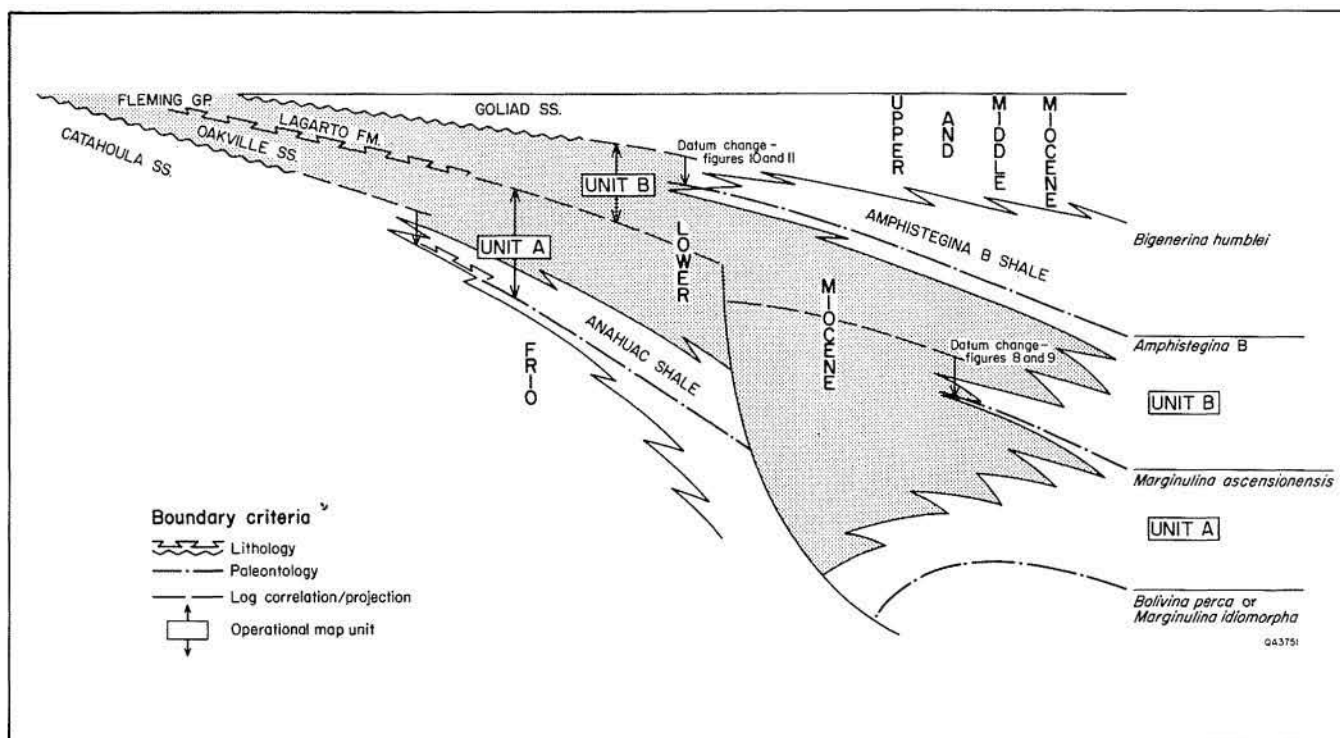 FLEMING GP.
GOLIAD SS.
LAGARTO FM.
OAKVILLE SS.
CATAHOULA SS.
UPPER
AND
MIDDLE
MIOCENE
Datum change–
figures 10 and 11
UNIT B
AMPHISTEGINA B SHALE
Bigenerina humblei
UNIT A
LOWER
MIOCENE
ANAHUAC SHALE
FRIO
Datum change–
figures 8 and 9
Amphistegina B
UNIT B
Marginulina ascensionensis
UNIT A
Bolivina perca or
Marginulina idiomorpha
QA3751
Boundary criteria
Lithology
Paleontology
Log correlation/projection
Operational map unit